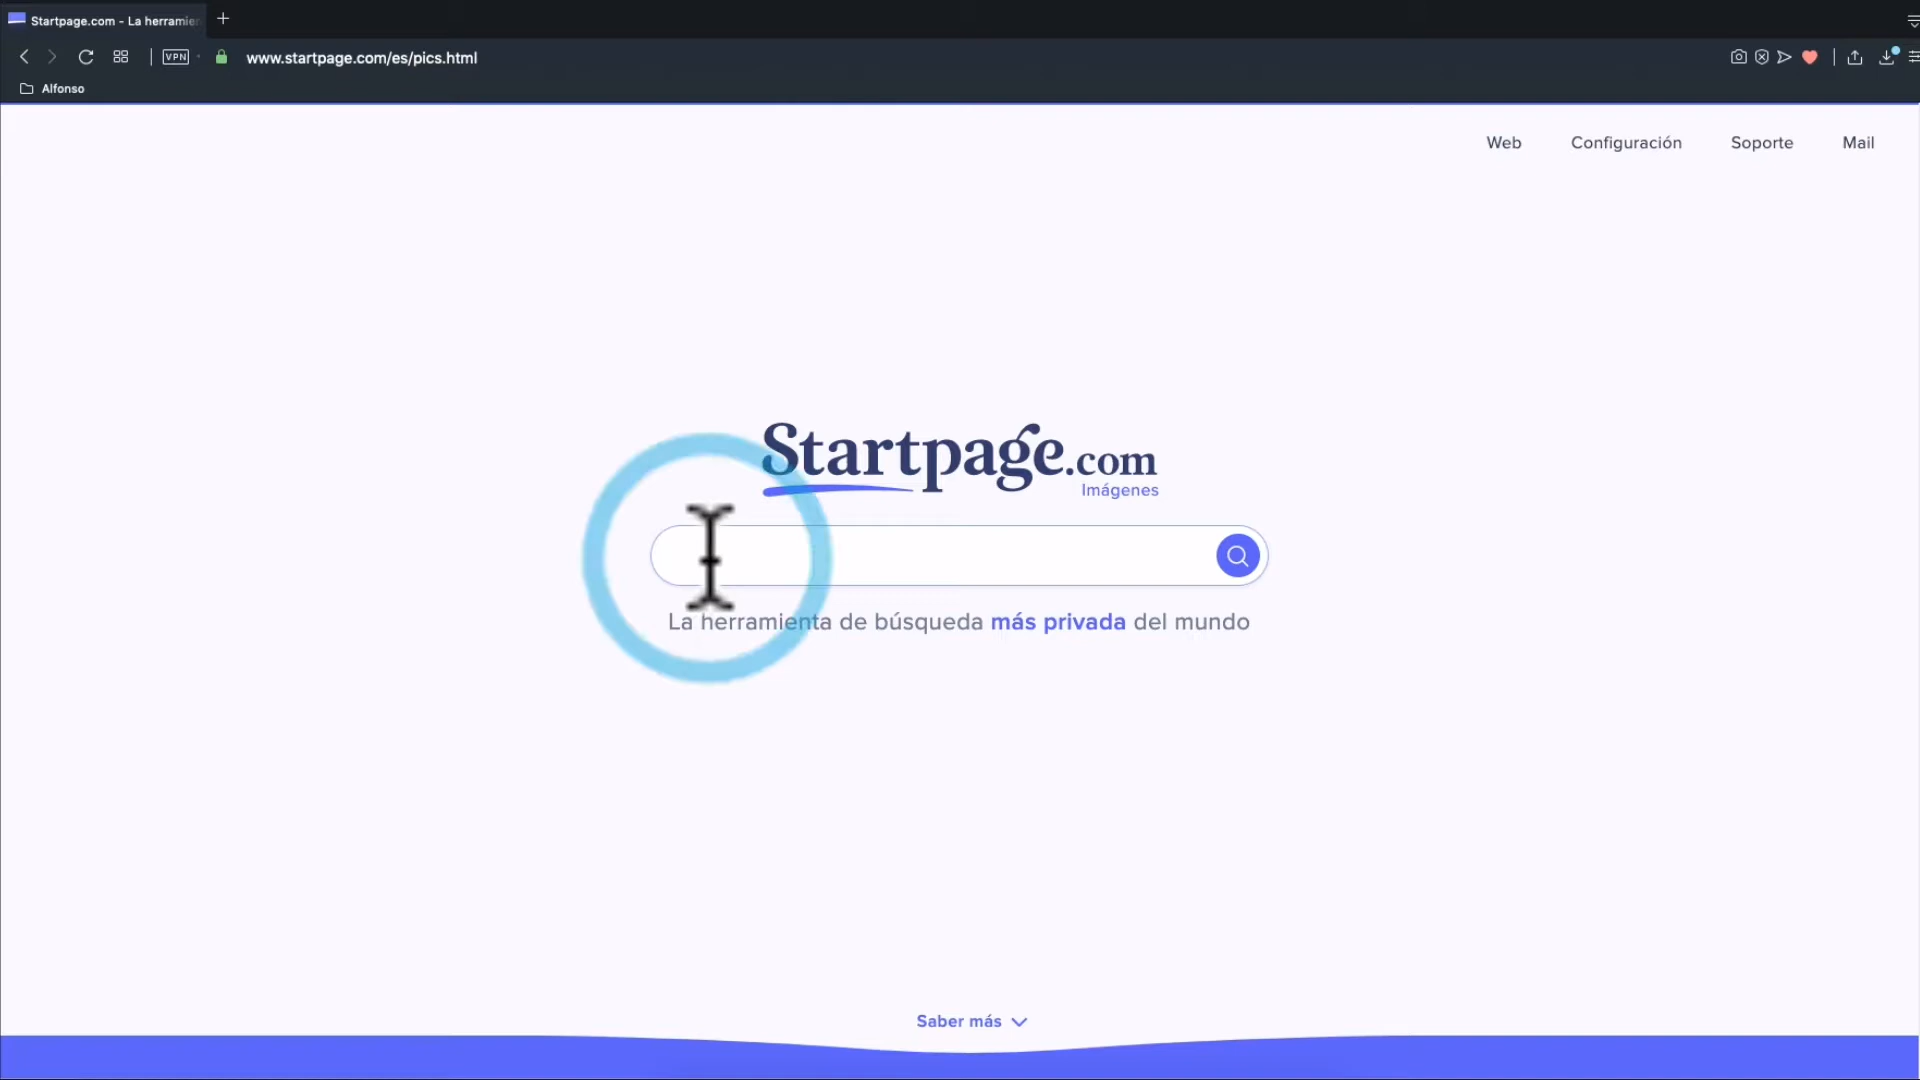 Startpage.com - La herramien
VPN
www.startpage.com/es/pics.html
Alfonso
Web Configuración Soporte Mail
Startpage.com
Imágenes
La herramienta de búsqueda más privada del mundo
Saber más